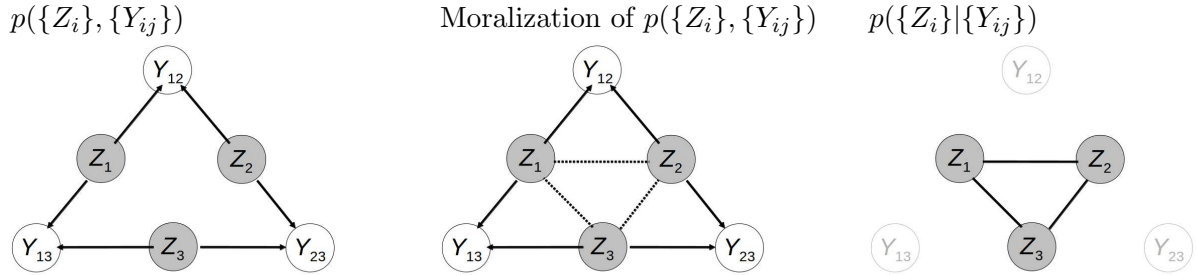 p({Z_i}, {Y_ij})
Moralization of p({Z_i}, {Y_ij})
p({Z_i}|{Y_ij})
Y_12
Z_1
Z_2
Y_13
Z_3
Y_23
Y_12
Z_1
Z_2
Y_13
Z_3
Y_23
Y_12
Z_1
Z_2
Y_13
Z_3
Y_23